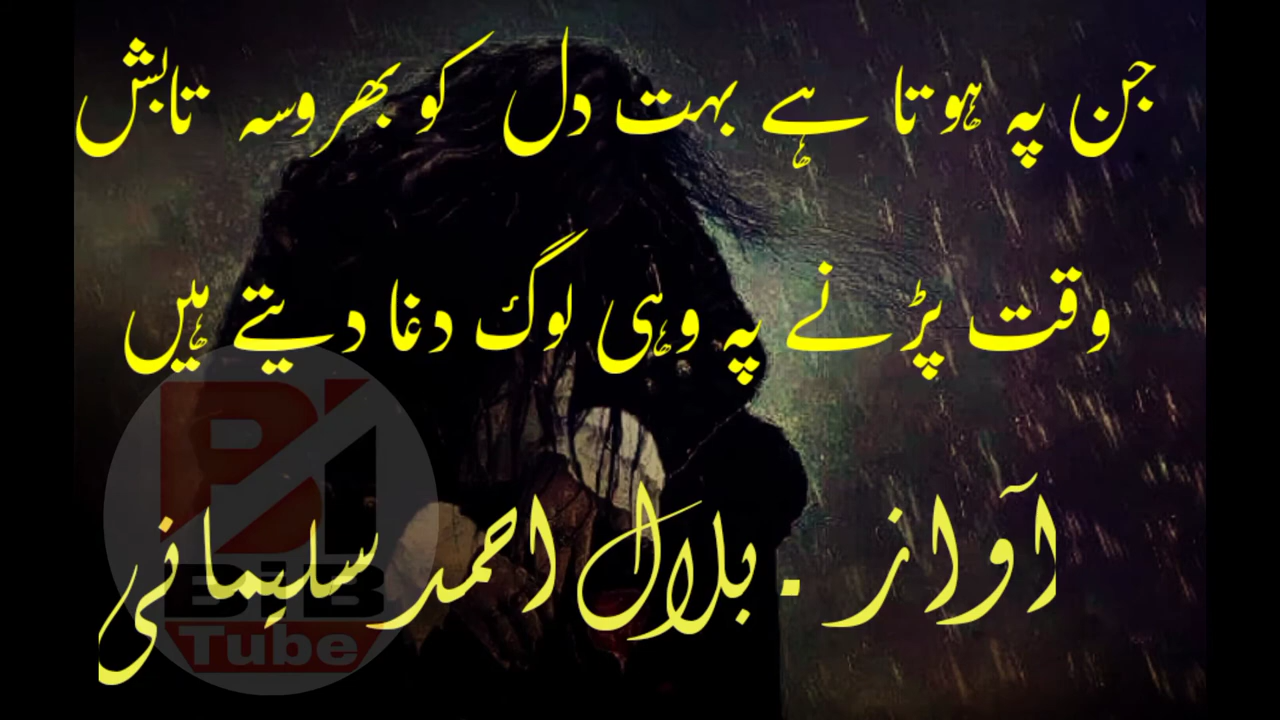 جن پہ ہوتا ہے بہت دل کو بھروسہ تابش
وقت پڑنے پہ وہی لوگ دغا دیتے ہیں
آواز . بلال احمد سلیمانی
BiB
Tube